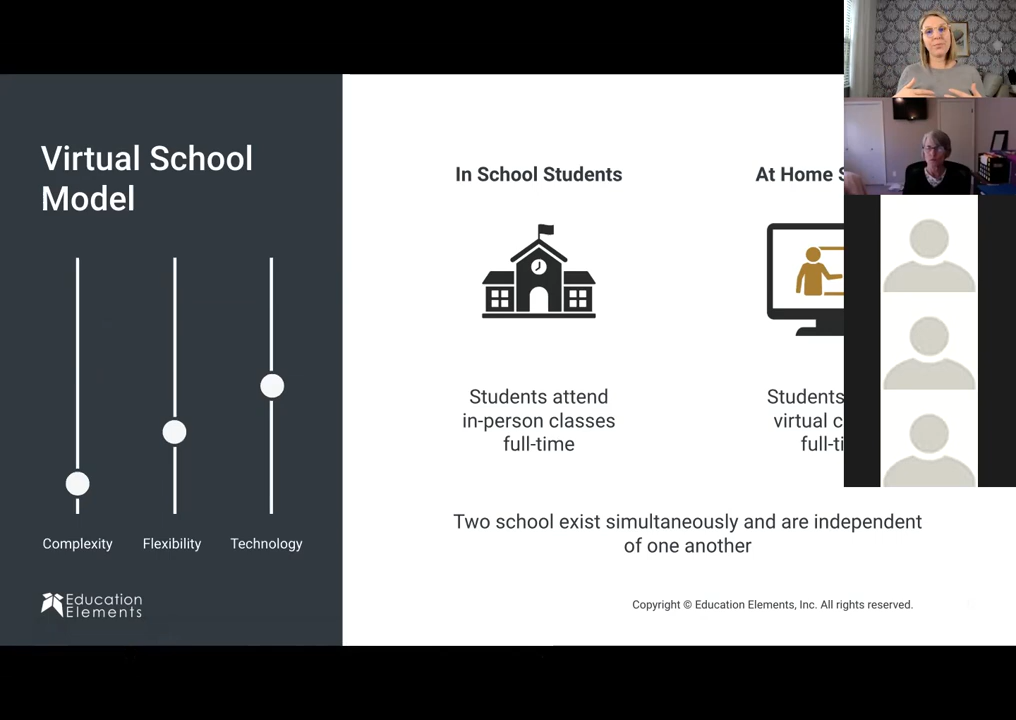 Virtual School
Model
Complexity
Flexibility
Technology
Education
Elements
In School Students
Students attend
in-person classes
full-time
At Home
Students
virtual
Two school exist simultaneously and are independent
of one another
Copyright © Education Elements, Inc. All rights reserved.